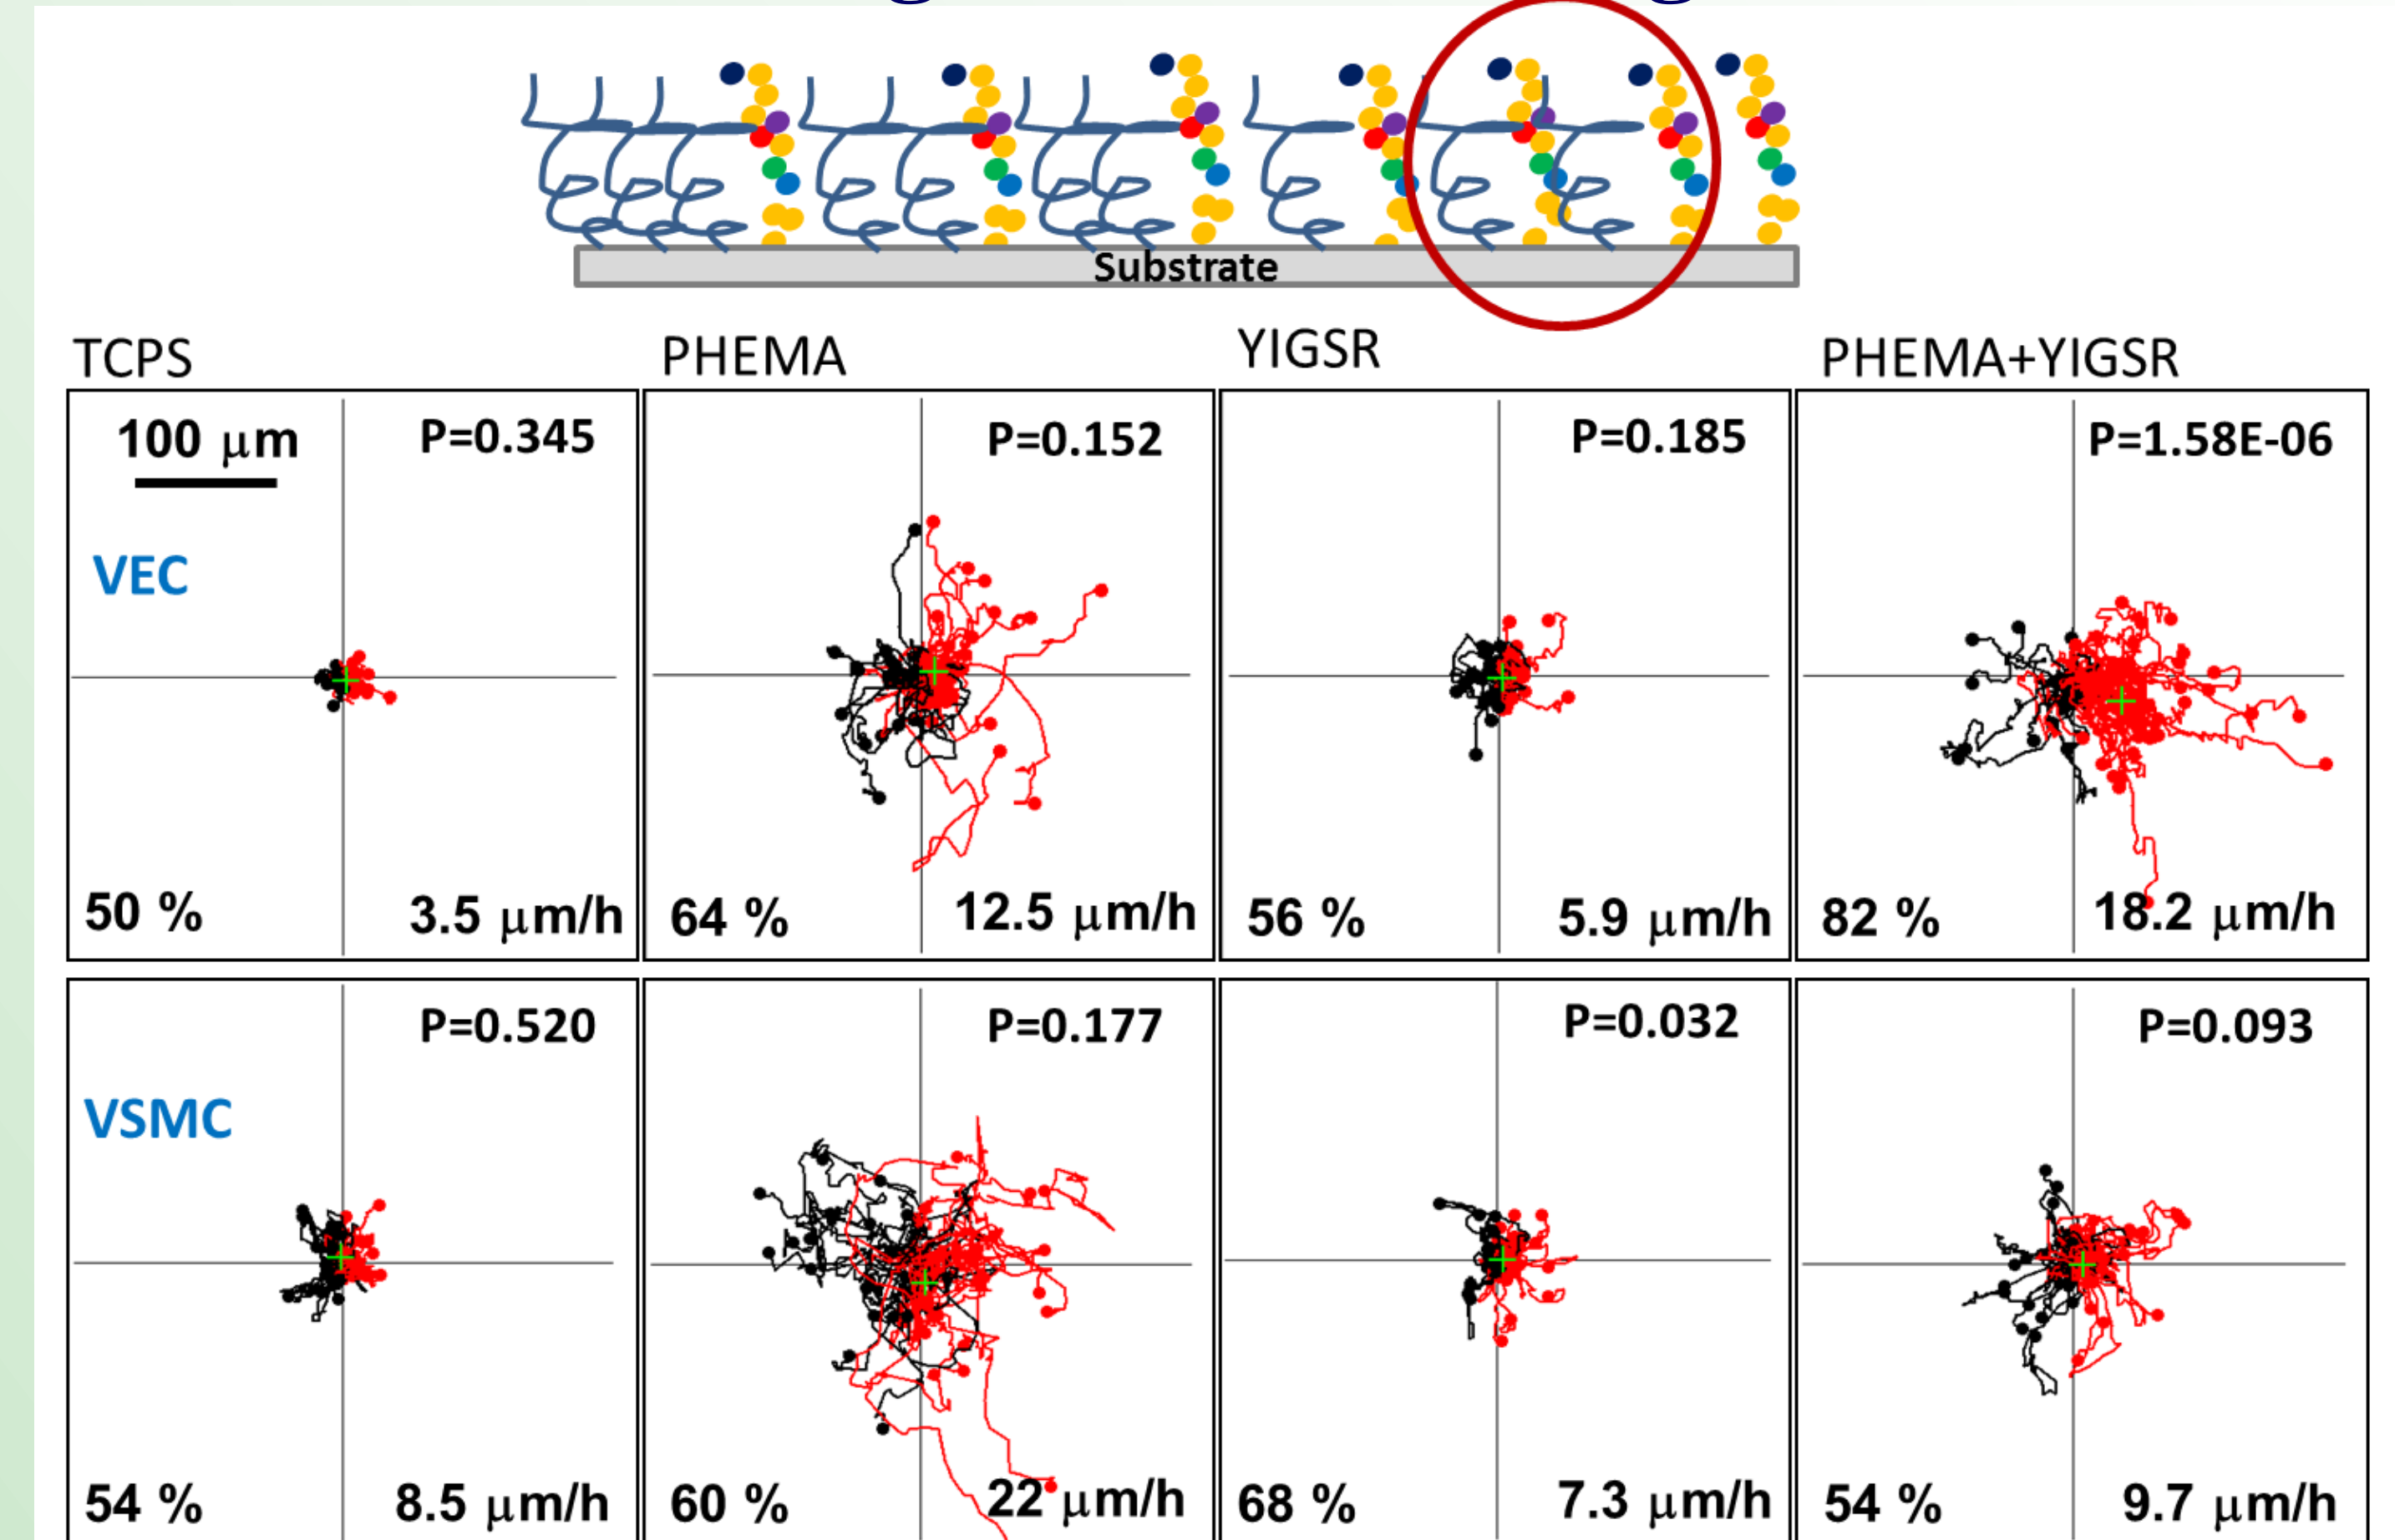 Substrate
TCPS
PHEMA
YIGSR
PHEMA+YIGSR
100 μm
P=0.345
VEC
50 %
3.5 μm/h
P=0.152
64 %
12.5 μm/h
P=0.185
56 %
5.9 μm/h
P=1.58E-06
82 %
18.2 μm/h
P=0.520
VSMC
54 %
8.5 μm/h
P=0.177
60 %
22 μm/h
P=0.032
68 %
7.3 μm/h
P=0.093
54 %
9.7 μm/h